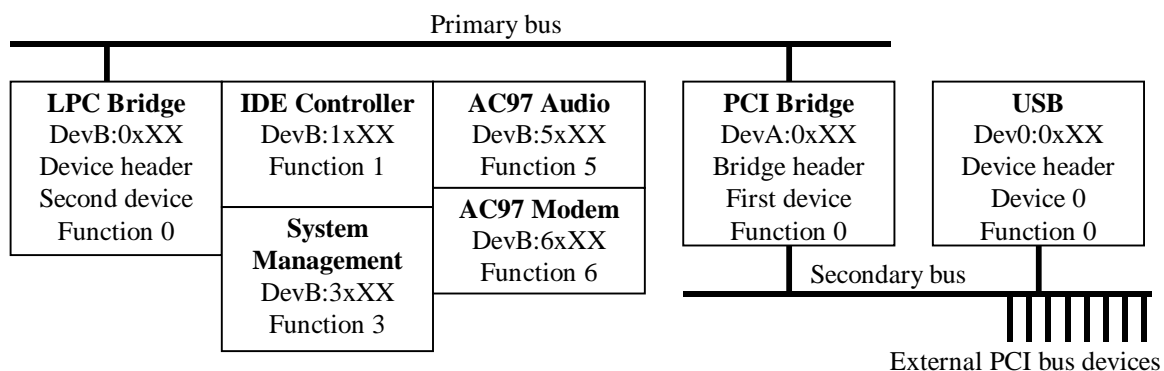 Primary bus
LPC Bridge
DevB:0xXX
Device header
Second device
Function 0
IDE Controller
DevB:1xXX
Function 1
System
Management
DevB:3xXX
Function 3
AC97 Audio
DevB:5xXX
Function 5
AC97 Modem
DevB:6xXX
Function 6
PCI Bridge
DevA:0xXX
Bridge header
First device
Function 0
USB
Dev0:0xXX
Device header
Device 0
Function 0
Secondary bus
External PCI bus devices